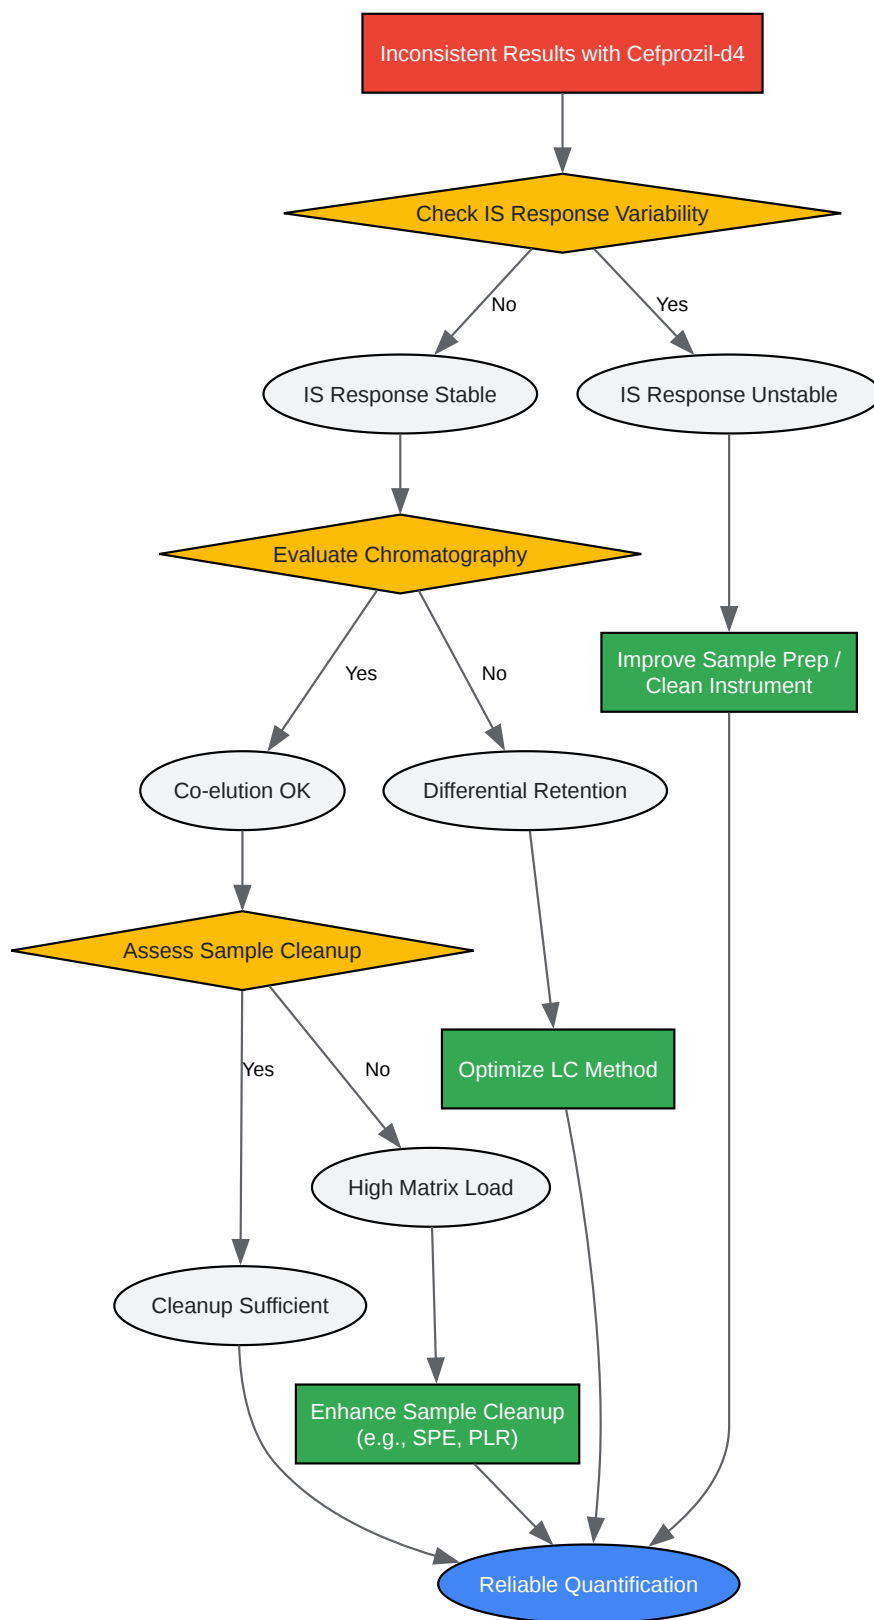 Inconsistent Results with Cefprozil-d4
Check IS Response Variability
No
Yes
IS Response Stable
IS Response Unstable
Evaluate Chromatography
Yes
No
Improve Sample Prep /
Clean Instrument
Co-elution OK
Differential Retention
Assess Sample Cleanup
Yes
No
Optimize LC Method
High Matrix Load
Cleanup Sufficient
Enhance Sample Cleanup
(e.g., SPE, PLR)
Reliable Quantification